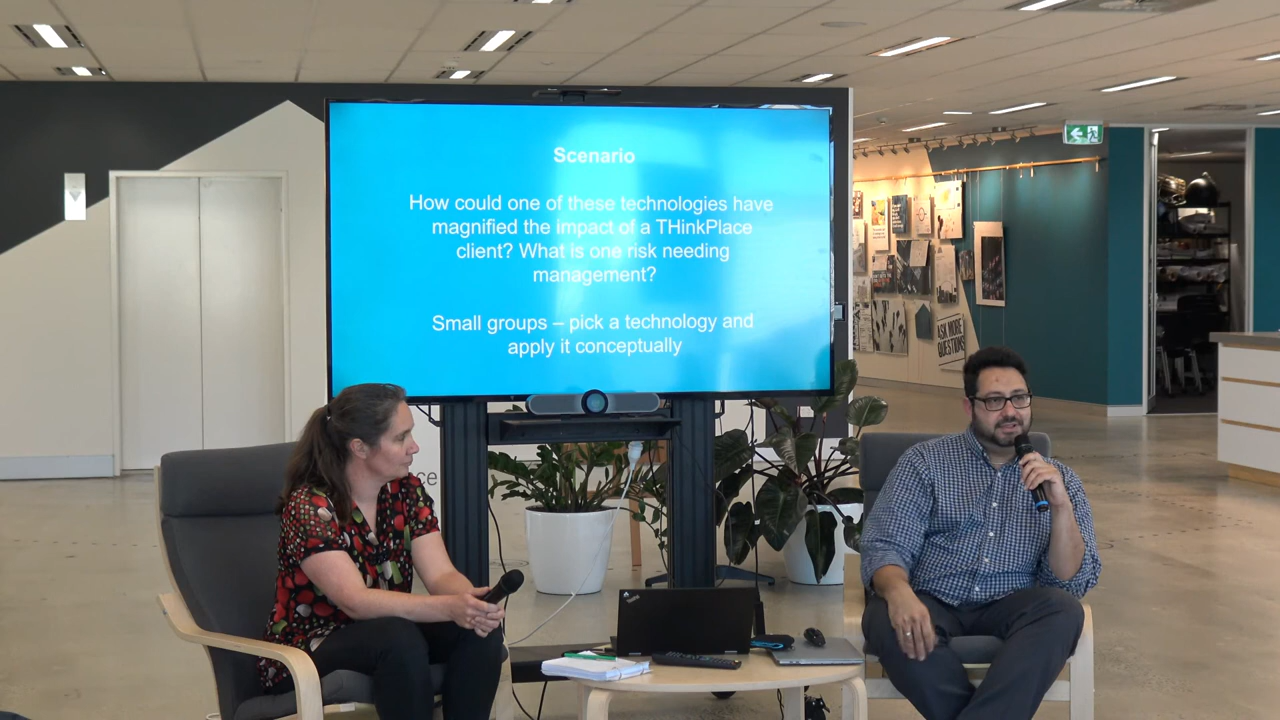 Scenario
How could one of these technologies have
magnified the impact of a THinkPlace
client? What is one risk needing
management?
Small groups – pick a technology and
apply it conceptually
ASK MORE
QUESTIONS
ce